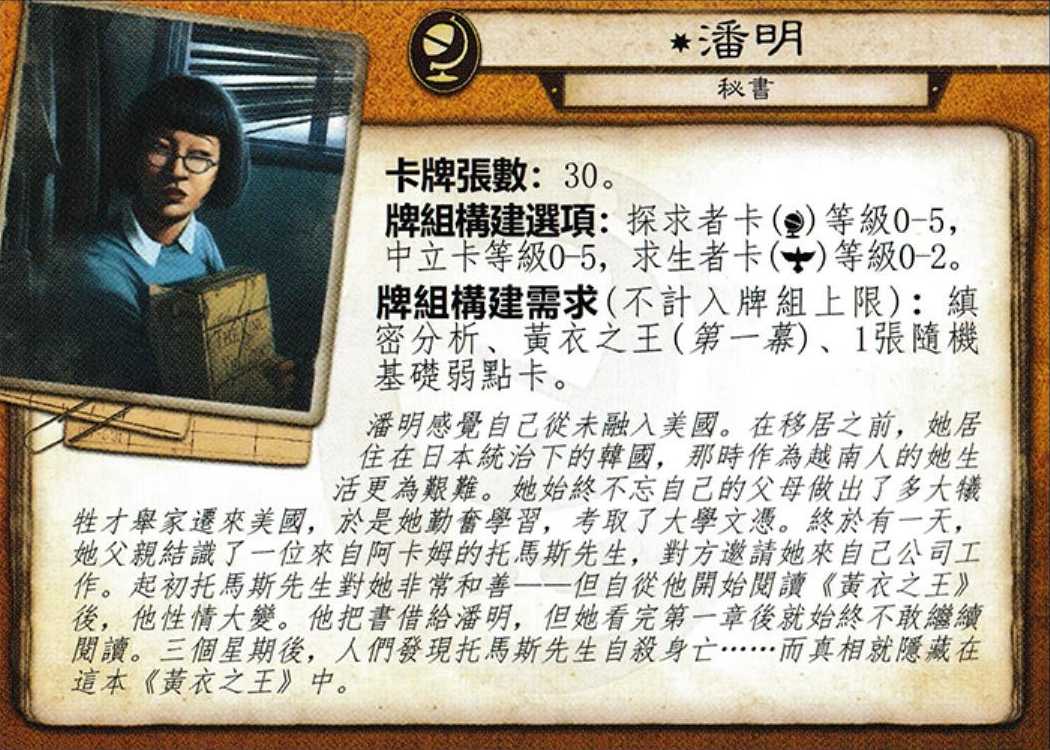 潘明
秘書
卡牌張數：30。
牌組構建選項：探求者卡()等級0-5，
中立卡等級0-5，求生者卡()等級0-2。
牌組構建需求(不計入牌組上限)：縝
密分析、黃衣之王(第一幕)、1張隨機
基礎弱點卡。
潘明感覺自己從未融入美國。在移居之前，她居
住在日本統治下的韓國，那時作為越南人的她生
活更為艱難。她始終不忘自己的父母做出了多大犧
牲才舉家遷來美國，於是她勤奮學習，考取了大學文憑。終於有一天，
她父親結識了一位來自阿卡姆的托馬斯先生，對方邀請她來自己公司工
作。起初托馬斯先生對她非常和善——但自從他開始閱讀《黃衣之王》
後，他性情大變。他把書借給潘明，但她看完第一章後就始終不敢繼續
閱讀。三個星期後，人們發現托馬斯先生自殺身亡……而真相就隱藏在
這本《黃衣之王》中。